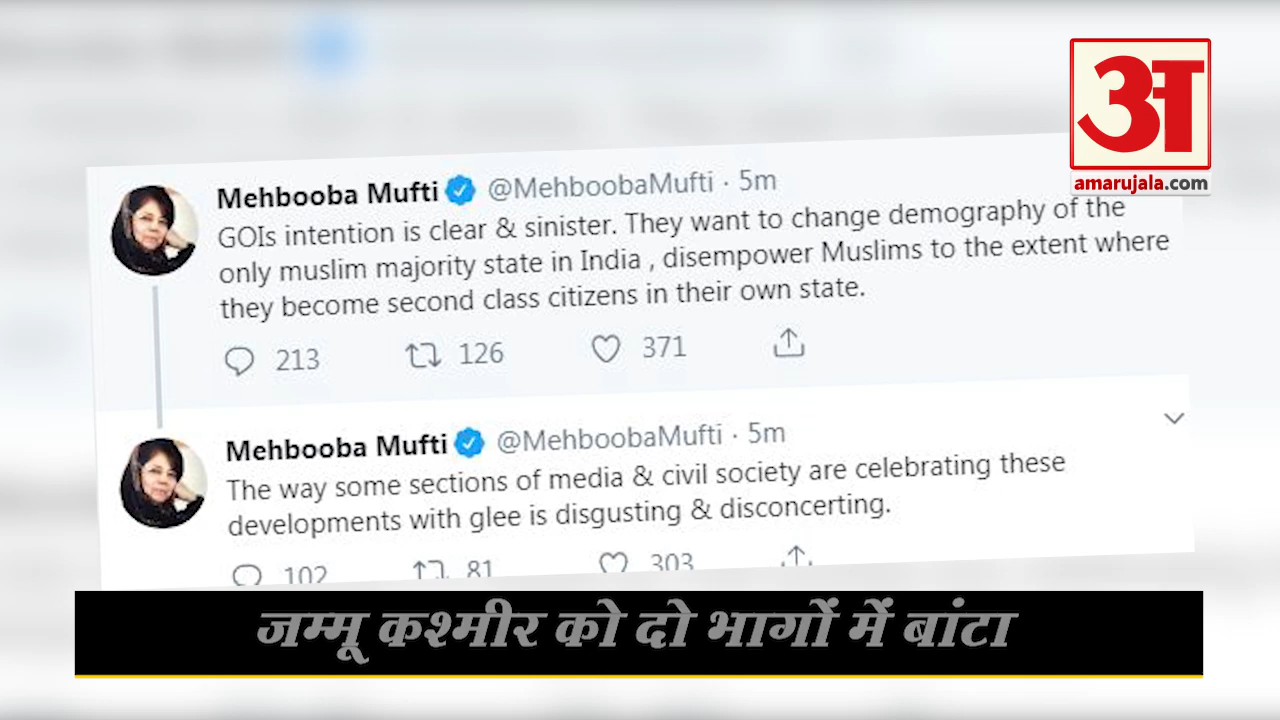 अ
amarujala.com
Mehbooba Mufti @MehboobaMufti · 5m
GOIs intention is clear & sinister. They want to change demography of the
only muslim majority state in India , disempower Muslims to the extent where
they become second class citizens in their own state.
213 126 371
Mehbooba Mufti @MehboobaMufti · 5m
The way some sections of media & civil society are celebrating these
developments with glee is disgusting & disconcerting.
102 81 303
जम्मू कश्मीर को दो भागों में बांटा